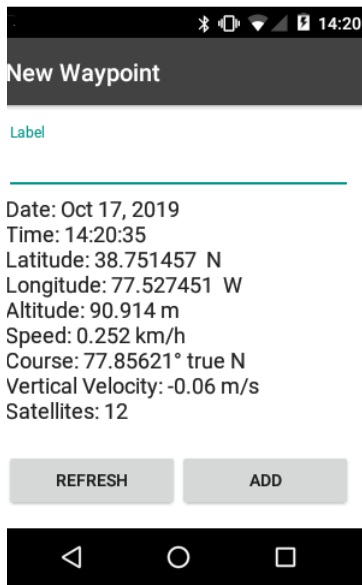 14:20
New Waypoint
Label
Date: Oct 17, 2019
Time: 14:20:35
Latitude: 38.751457  N
Longitude: 77.527451  W
Altitude: 90.914 m
Speed: 0.252 km/h
Course: 77.85621° true N
Vertical Velocity: -0.06 m/s
Satellites: 12
REFRESH ADD